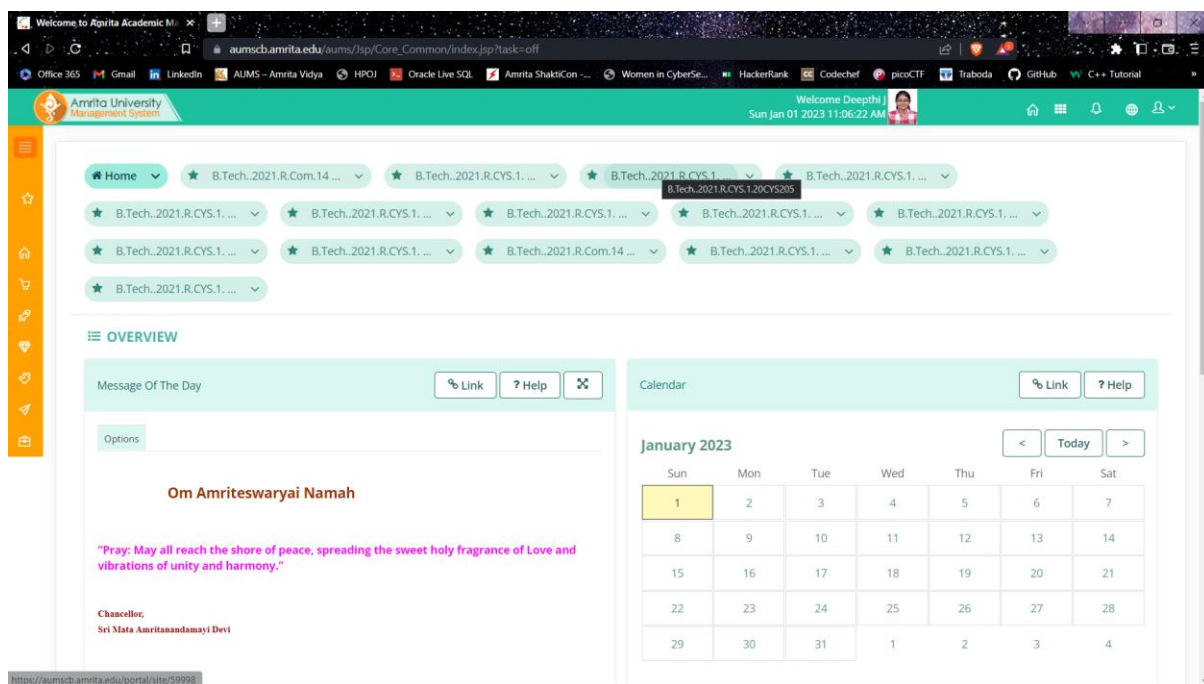 Welcome to Amrita Academic Ma
aumscb.amrita.edu/aums/Jsp/Core_Common/index.jsp?task=off
Office 365 Gmail LinkedIn AUMS – Amrita Vidya HPOJ Oracle Live SQL Amrita ShaktiCon -... Women in CyberSe... HackerRank Codechef picoCTF Traboda GitHub C++ Tutorial »
Amrita University
Management System
Welcome Deepthi J
Sun Jan 01 2023 11:06:22 AM
Home B.Tech..2021.R.Com.14 ... B.Tech..2021.R.CYS.1. ... B.Tech..2021.R.CYS.1. ... B.Tech..2021.R.CYS.1. ...
B.Tech..2021.R.CYS.1.20CYS205
B.Tech..2021.R.CYS.1. ... B.Tech..2021.R.CYS.1. ... B.Tech..2021.R.CYS.1. ... B.Tech..2021.R.CYS.1. ... B.Tech..2021.R.CYS.1. ...
B.Tech..2021.R.CYS.1. ... B.Tech..2021.R.CYS.1. ... B.Tech..2021.R.Com.14 ... B.Tech..2021.R.CYS.1. ... B.Tech..2021.R.CYS.1. ...
B.Tech..2021.R.CYS.1. ...
OVERVIEW
Message Of The Day Link ? Help
Options
Om Amriteswaryai Namah
"Pray: May all reach the shore of peace, spreading the sweet holy fragrance of Love and
vibrations of unity and harmony."
Chancellor,
Sri Mata Amritanandamayi Devi
Calendar Link ? Help
January 2023 < Today >
Sun Mon Tue Wed Thu Fri Sat
1 2 3 4 5 6 7
8 9 10 11 12 13 14
15 16 17 18 19 20 21
22 23 24 25 26 27 28
29 30 31 1 2 3 4
https://aumscb.amrita.edu/portal/site/59998